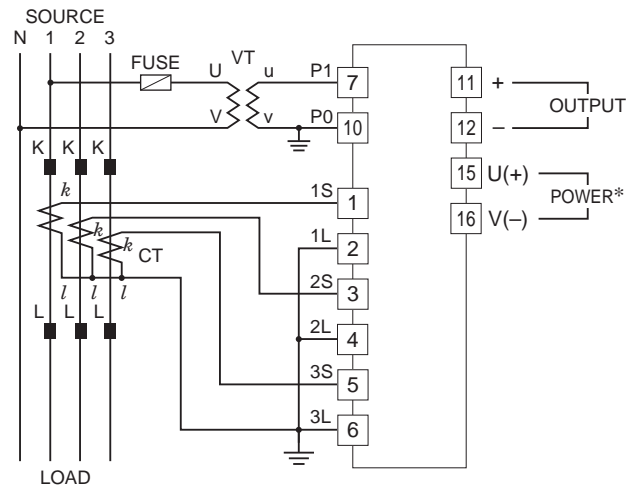 SOURCE
N 1 2 3
FUSE
U
VT
u
P1
7
V
v
P0
10
11 +
OUTPUT
12 –
K K K
15 U(+)
POWER*
16 V(–)
k
1S
1
k
k
CT
1L
2
2S
3
l l l
L L L
2L
4
3S
5
3L
6
LOAD